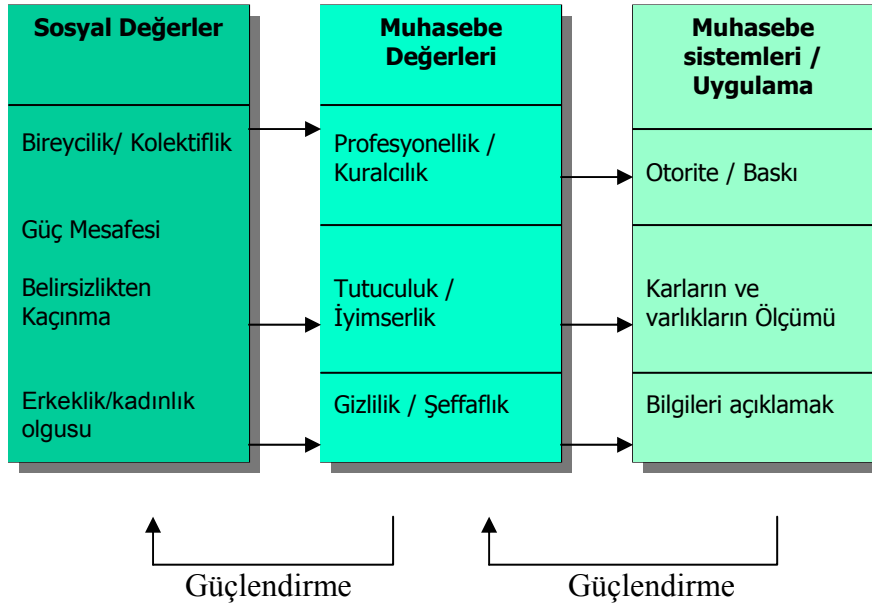 Sosyal Değerler
Bireycilik/ Kolektiflik
Güç Mesafesi
Belirsizlikten
Kaçınma
Erkeklik/kadınlık
olgusu
Muhasebe
Değerleri
Profesyonellik /
Kuralcılık
Tutuculuk /
İyimserlik
Gizlilik / Şeffaflık
Muhasebe
sistemleri /
Uygulama
Otorite / Baskı
Karların ve
varlıkların Ölçümü
Bilgileri açıklamak
Güçlendirme
Güçlendirme